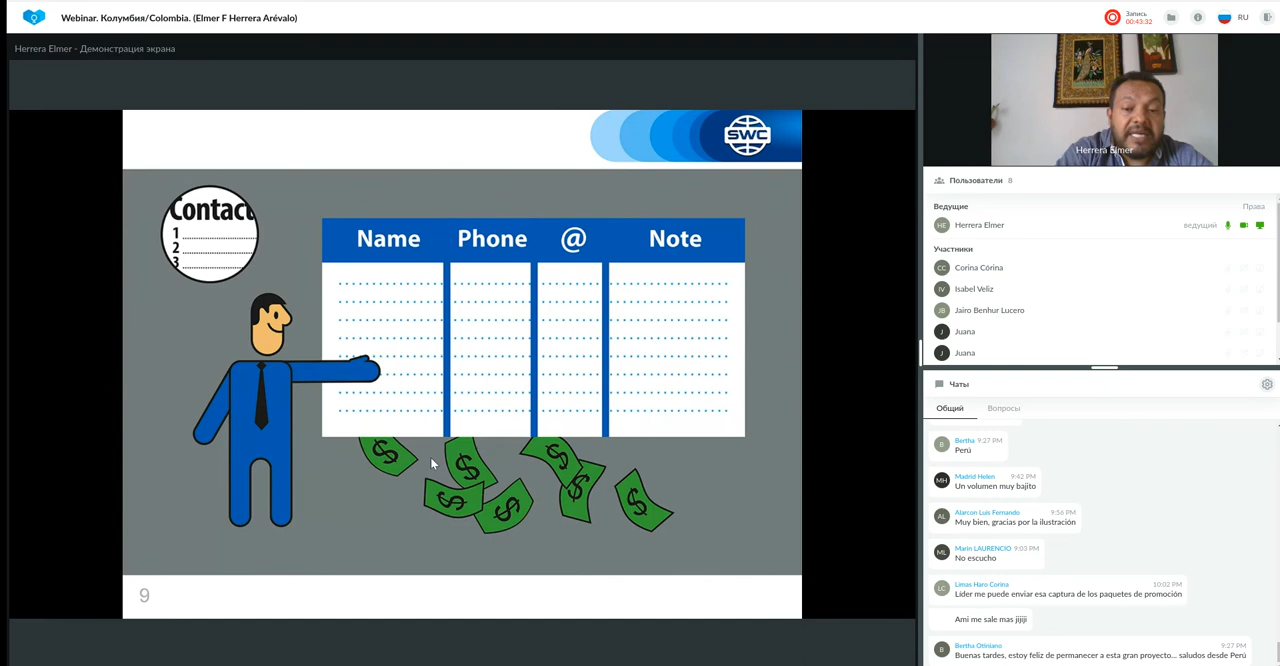 Webinar. Колумбия/Colombia. (Elmer F Herrera Arévalo)
Запись
00:43:32
RU
Herrera Elmer - Демонстрация экрана
SWC
Contact
1
2
3
Name Phone @ Note
9
Herrera Elmer
Пользователи 8
Ведущие Права
HE Herrera Elmer ведущий
Участники
CC Corina Córina
IV Isabel Veliz
JB Jairo Benhur Lucero
J Juana
J Juana
Чаты
Общий Вопросы
B Bertha 9:27 PM
Perú
MH Madrid Helen 9:42 PM
Un volumen muy bajito
AL Alarcon Luis Fernando 9:56 PM
Muy bien, gracias por la ilustración
ML Marin LAURENCIO 9:03 PM
No escucho
LC Limas Haro Corina 10:02 PM
Líder me puede enviar esa captura de los paquetes de promoción
Ami me sale mas jijiji
B Bertha Otiniano 9:27 PM
Buenas tardes, estoy feliz de permanecer a esta gran proyecto... saludos desde Perú
$ $ $ $ $ $ $